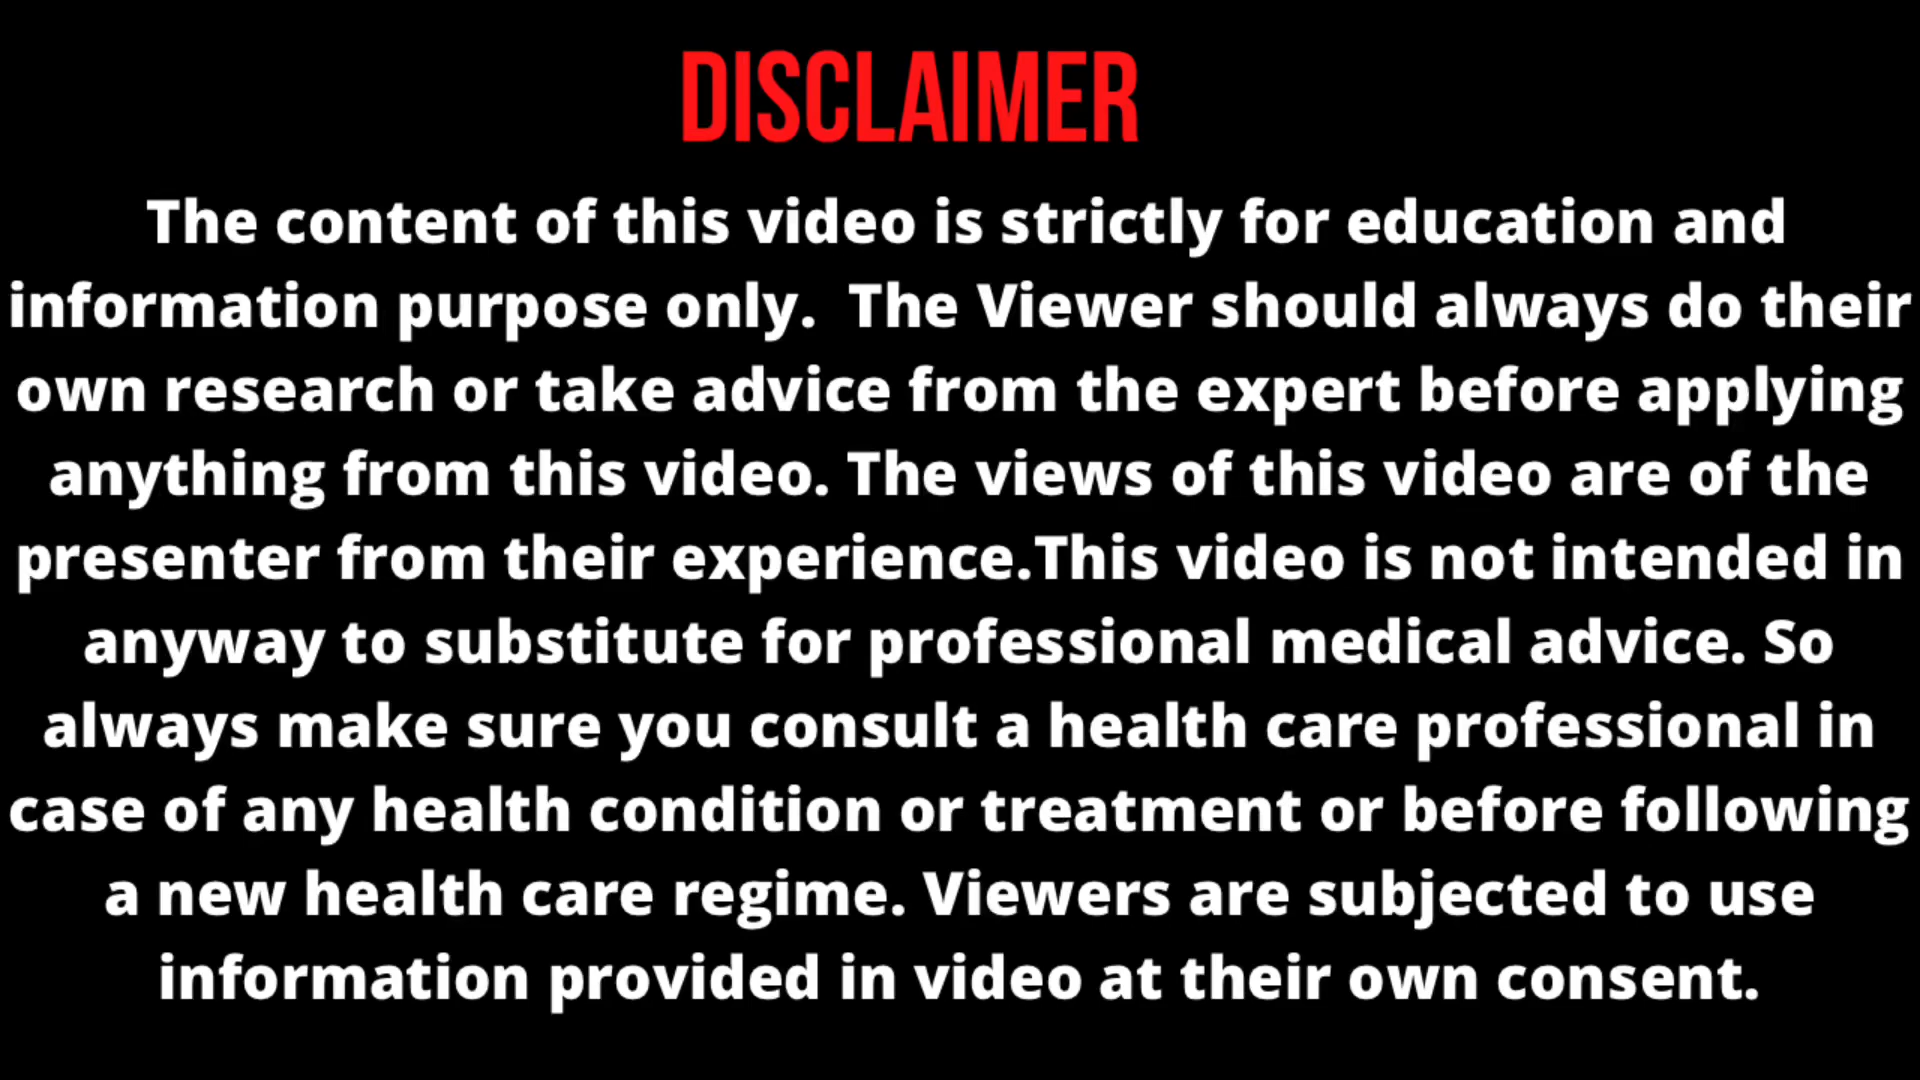 DISCLAIMER
The content of this video is strictly for education and
information purpose only.  The Viewer should always do their
own research or take advice from the expert before applying
anything from this video. The views of this video are of the
presenter from their experience.This video is not intended in
anyway to substitute for professional medical advice. So
always make sure you consult a health care professional in
case of any health condition or treatment or before following
a new health care regime. Viewers are subjected to use
information provided in video at their own consent.